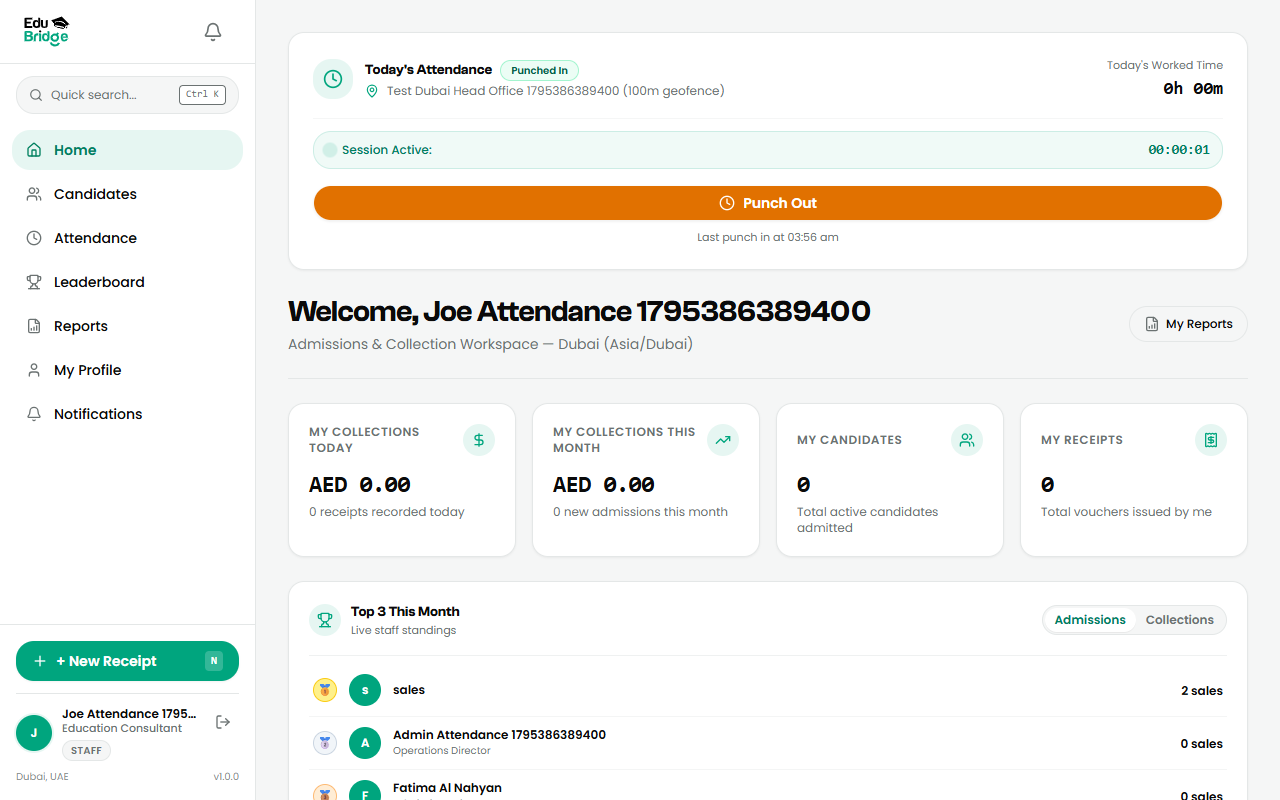 Edu
Bridge
Quick search...
Ctrl K
Home
Candidates
Attendance
Leaderboard
Reports
My Profile
Notifications
+ New Receipt
N
J
Joe Attendance 1795...
Education Consultant
STAFF
Dubai, UAE
v1.0.0
Today's Attendance
Punched In
Test Dubai Head Office 1795386389400 (100m geofence)
Today's Worked Time
0h 00m
Session Active:
00:00:01
Punch Out
Last punch in at 03:56 am
Welcome, Joe Attendance 1795386389400
Admissions & Collection Workspace — Dubai (Asia/Dubai)
My Reports
MY COLLECTIONS
TODAY
AED 0.00
0 receipts recorded today
MY COLLECTIONS THIS
MONTH
AED 0.00
0 new admissions this month
MY CANDIDATES
0
Total active candidates
admitted
MY RECEIPTS
0
Total vouchers issued by me
Top 3 This Month
Live staff standings
Admissions
Collections
s
sales
2 sales
A
Admin Attendance 1795386389400
Operations Director
0 sales
F
Fatima Al Nahyan
0 sales